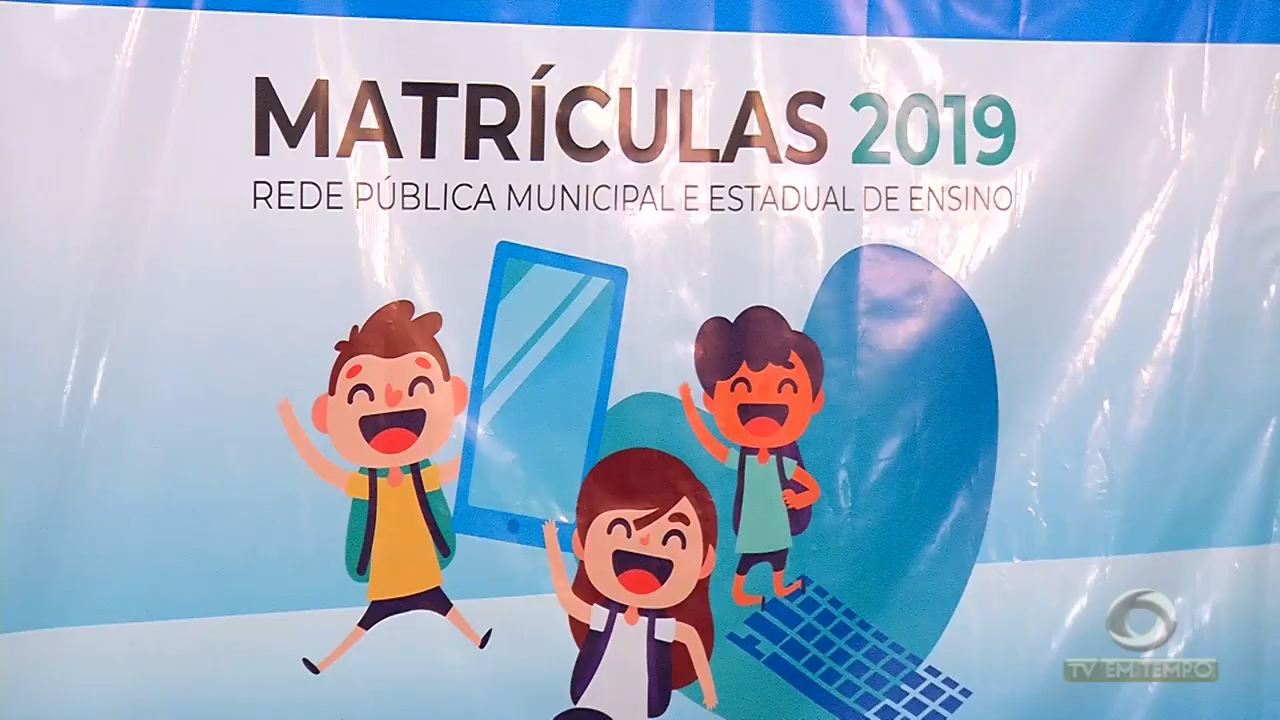 MATRÍCULAS 2019
REDE PÚBLICA MUNICIPAL E ESTADUAL DE ENSINO
TV EM TEMPO